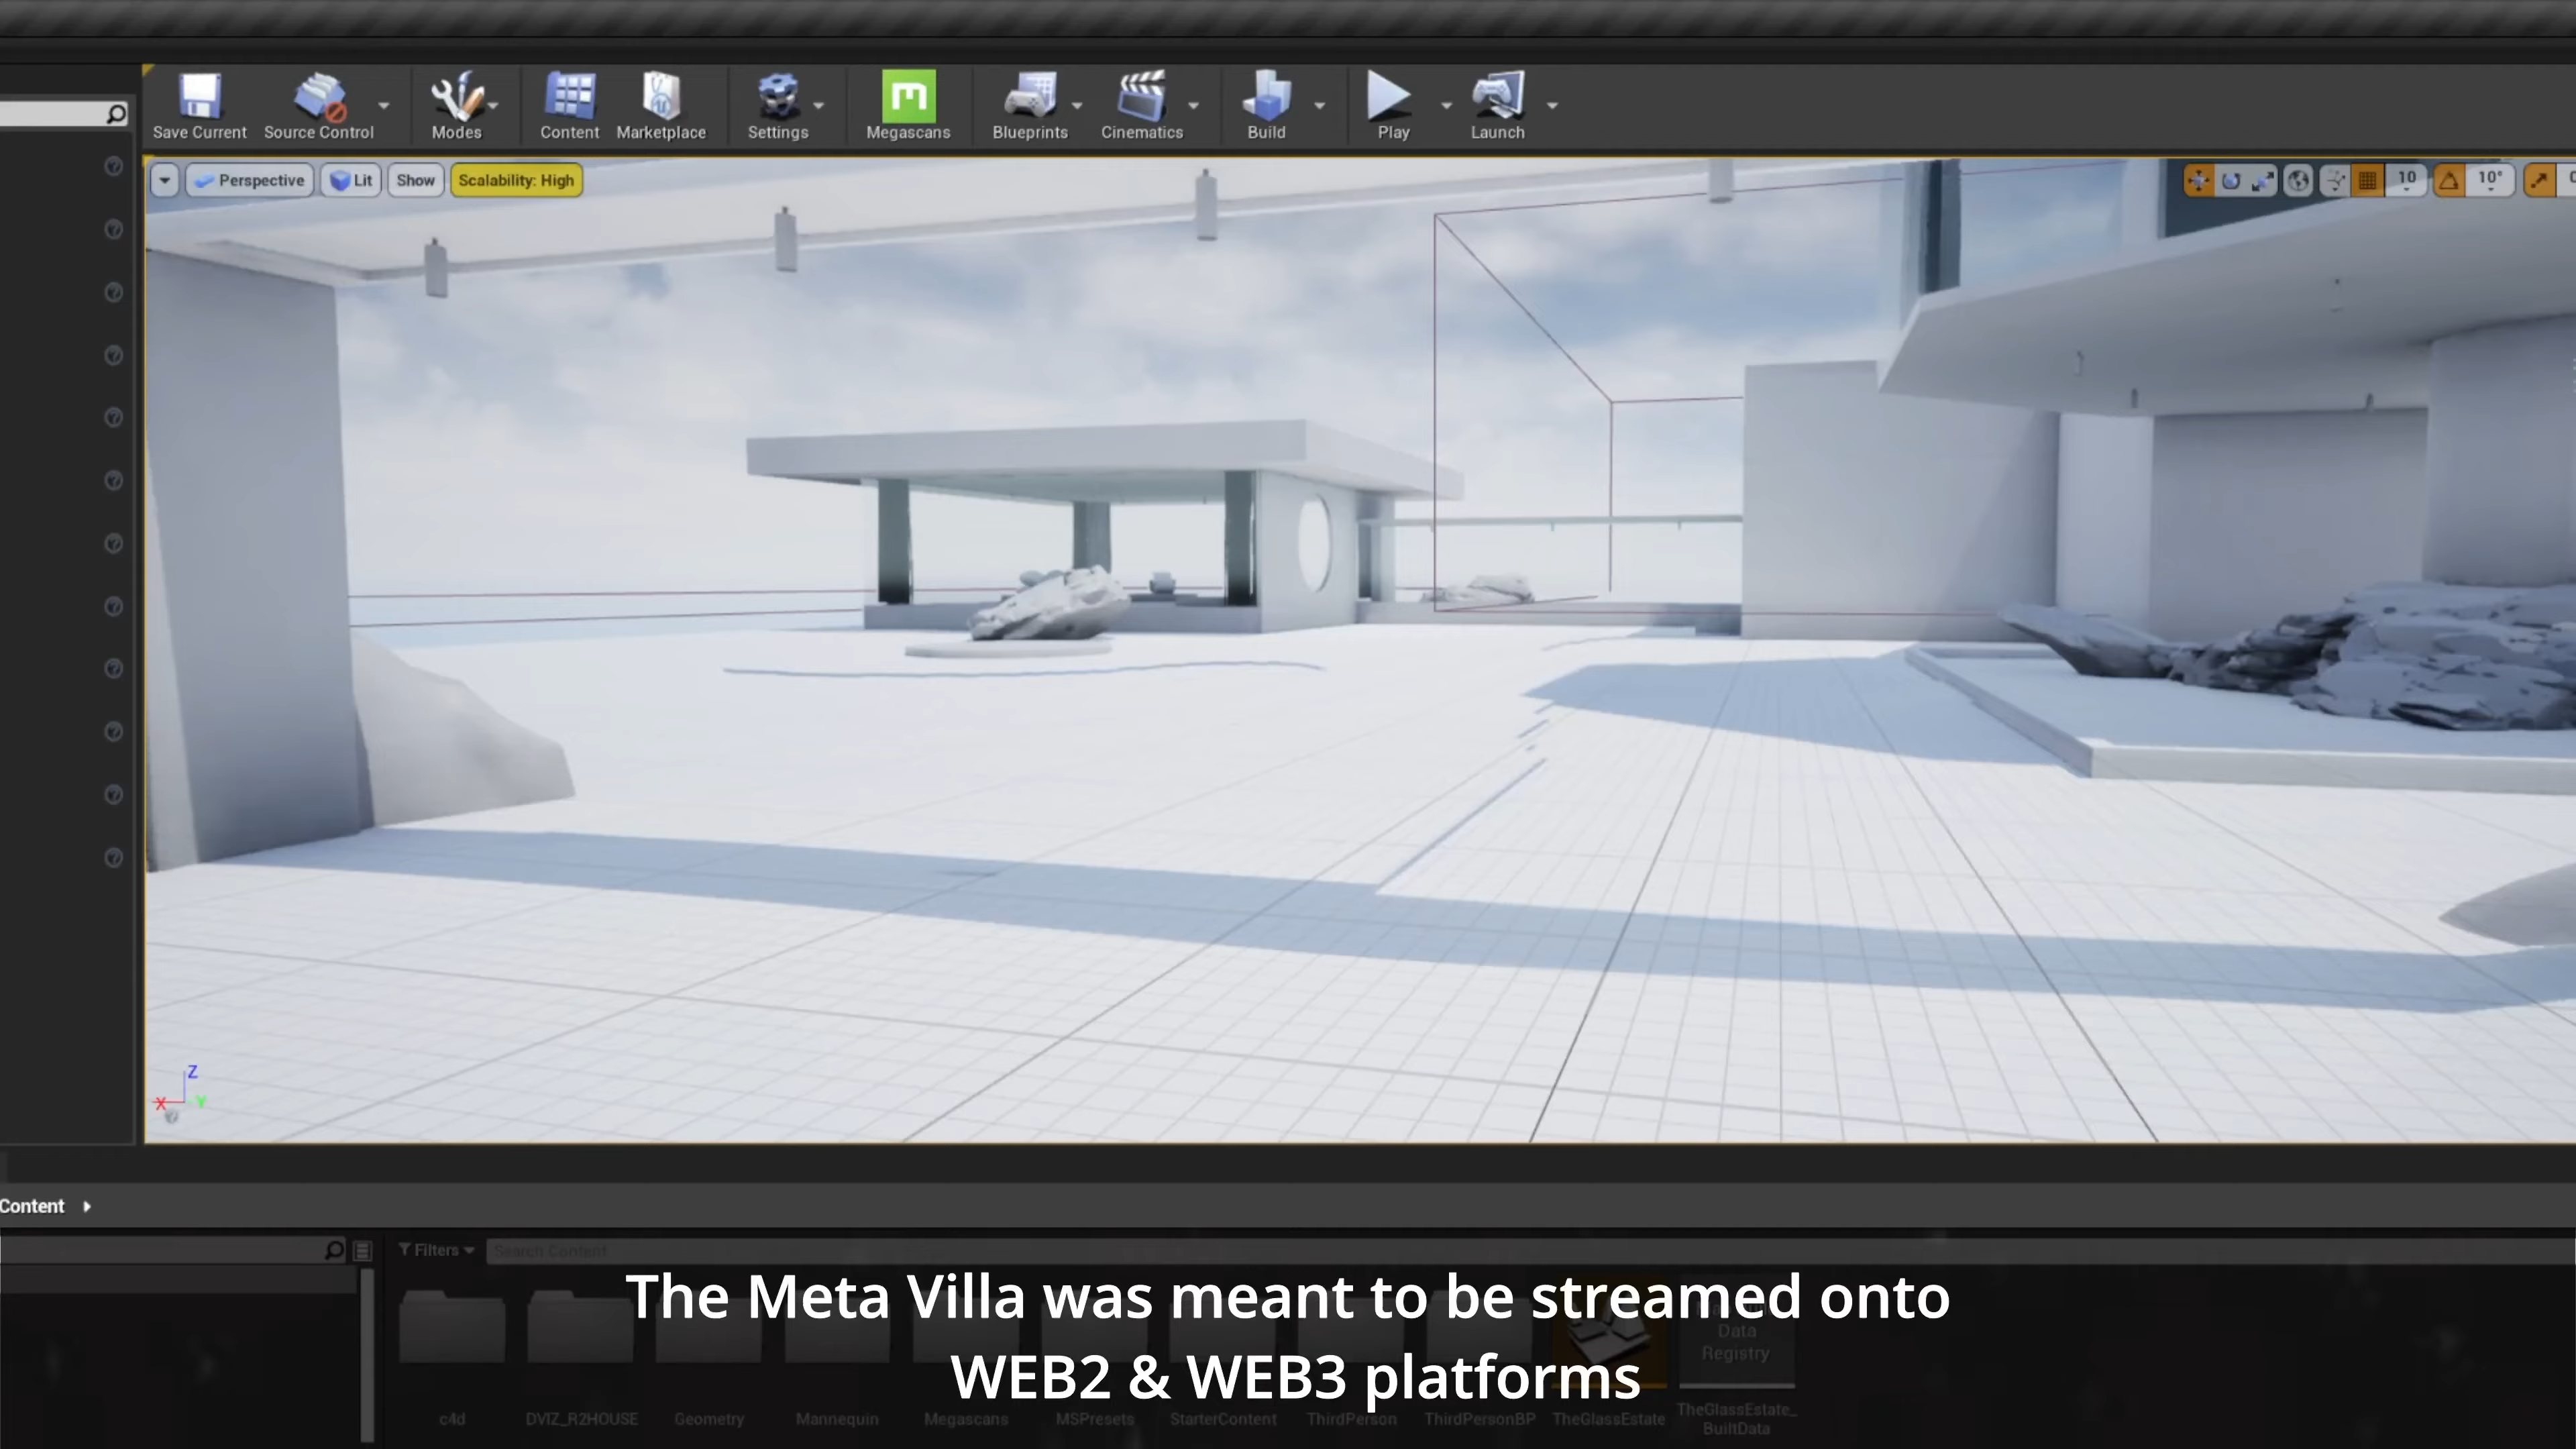 Save Current Source Control Modes Content Marketplace Settings Megascans Blueprints Cinematics Build Play Launch
Perspective Lit Show Scalability: High 10 10°
Z
X Y
Content
Filters Search Content
The Meta Villa was meant to be streamed onto
WEB2 & WEB3 platforms
Data
Registry
c4d DVIZ_R2HOUSE Geometry Mannequin Megascans MSPresets StarterContent ThirdPerson ThirdPersonBP TheGlassEstate TheGlassEstate_
BuiltData